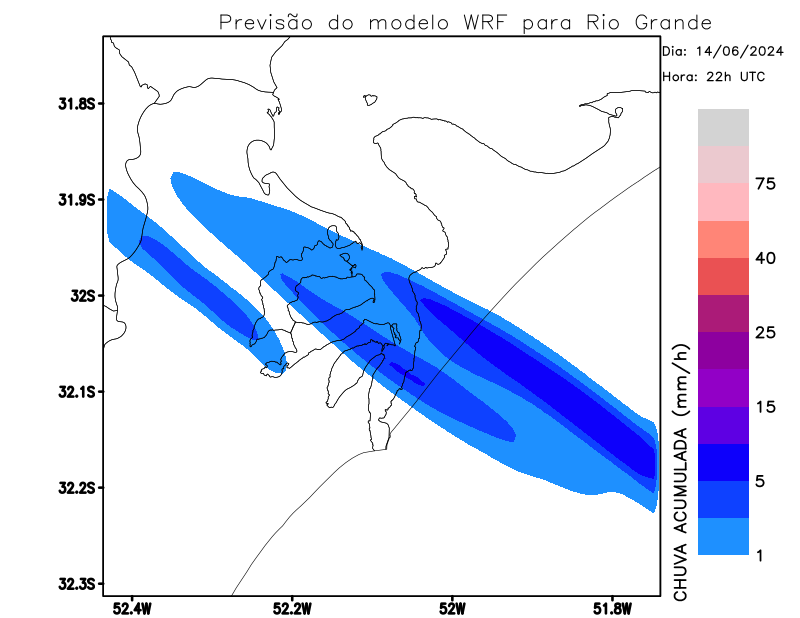 Previsão do modelo WRF para Rio Grande
Dia: 14/06/2024
Hora: 22h UTC
31.8S
31.9S
32S
32.1S
32.2S
32.3S
52.4W
52.2W
52W
51.8W
75
40
25
15
5
1
CHUVA ACUMULADA (mm/h)